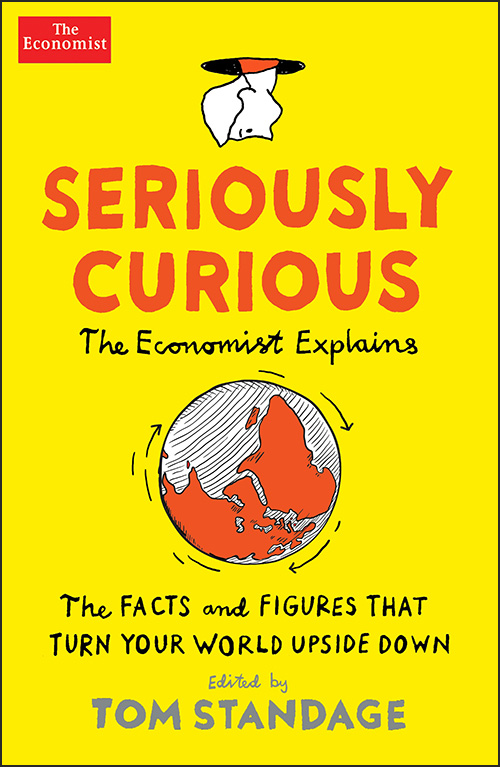 The
Economist
SERIOUSLY
CURIOUS
The Economist Explains
The FACTS and FIGURES THAT
TURN YOUR WORLD UPSIDE DOWN
Edited by
TOM STANDAGE